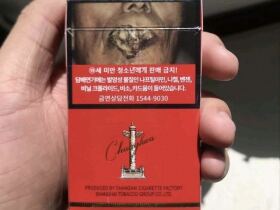 ⑲세 미만 청소년에게 판매 금지!
담배연기에는 발암성 물질인 나프틸아민, 니켈, 벤젠,
비닐 크롤라이드, 비소, 카드뮴이 들어있습니다.
금연상담전화 1544-9030
Chunghwa
PRODUCED BY SHANGHAI CIGARETTE FACTORY
SHANGHAI TOBACCO GROUP CO., LTD.